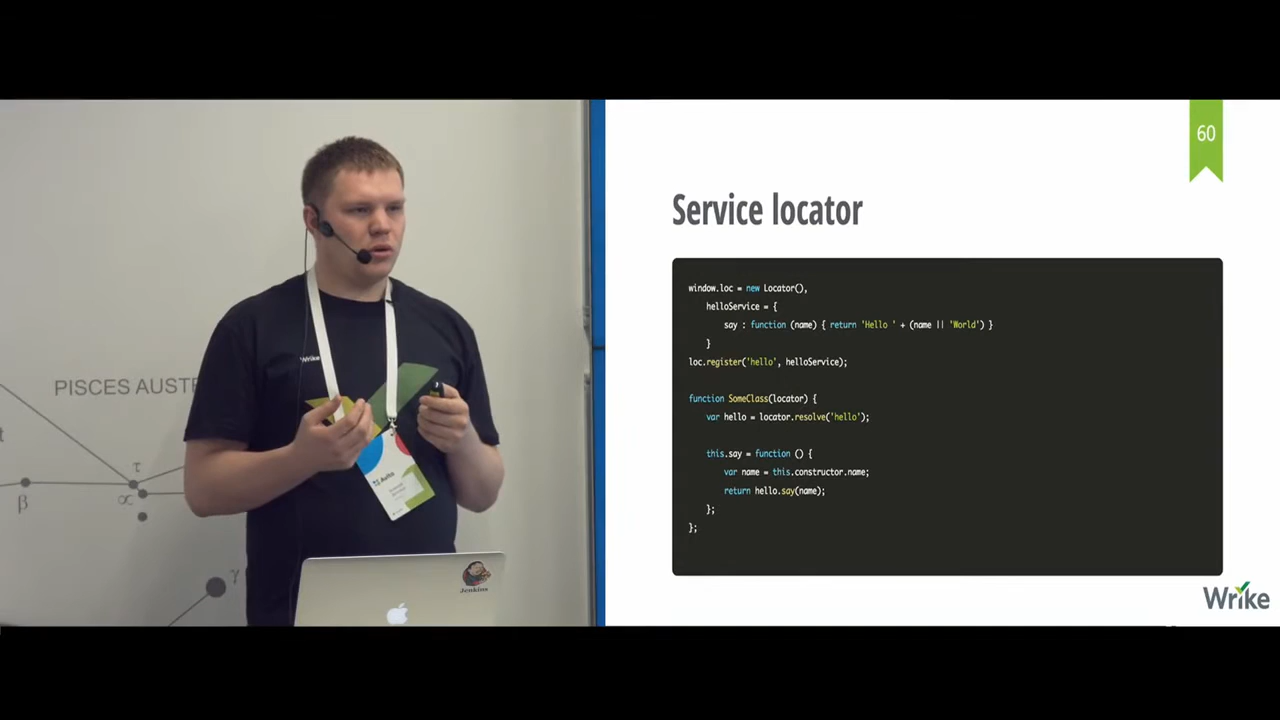 PISCES AUST
τ
β
α
γ
Wrike
Jenkins
60
Service locator
window.loc = new Locator(),
helloService = {
say : function (name) { return 'Hello ' + (name || 'World') }
}
loc.register('hello', helloService);
function SomeClass(locator) {
var hello = locator.resolve('hello');
this.say = function () {
var name = this.constructor.name;
return hello.say(name);
};
};
Wrike